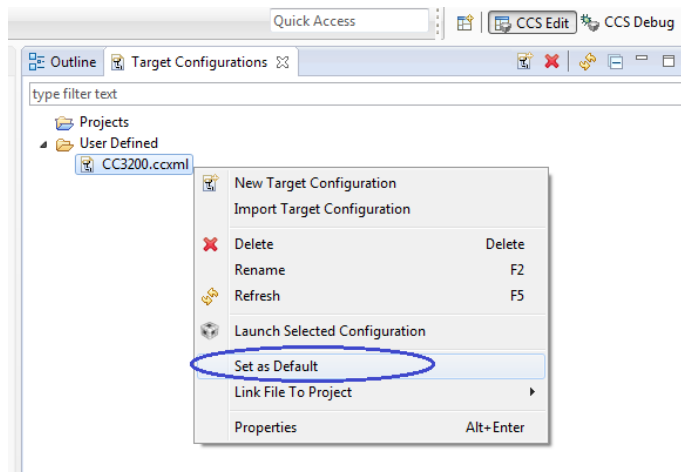 Quick Access
CCS Edit CCS Debug
Outline Target Configurations
type filter text
Projects
User Defined
CC3200.ccxml
New Target Configuration
Import Target Configuration
Delete Delete
Rename F2
Refresh F5
Launch Selected Configuration
Set as Default
Link File To Project
Properties Alt+Enter